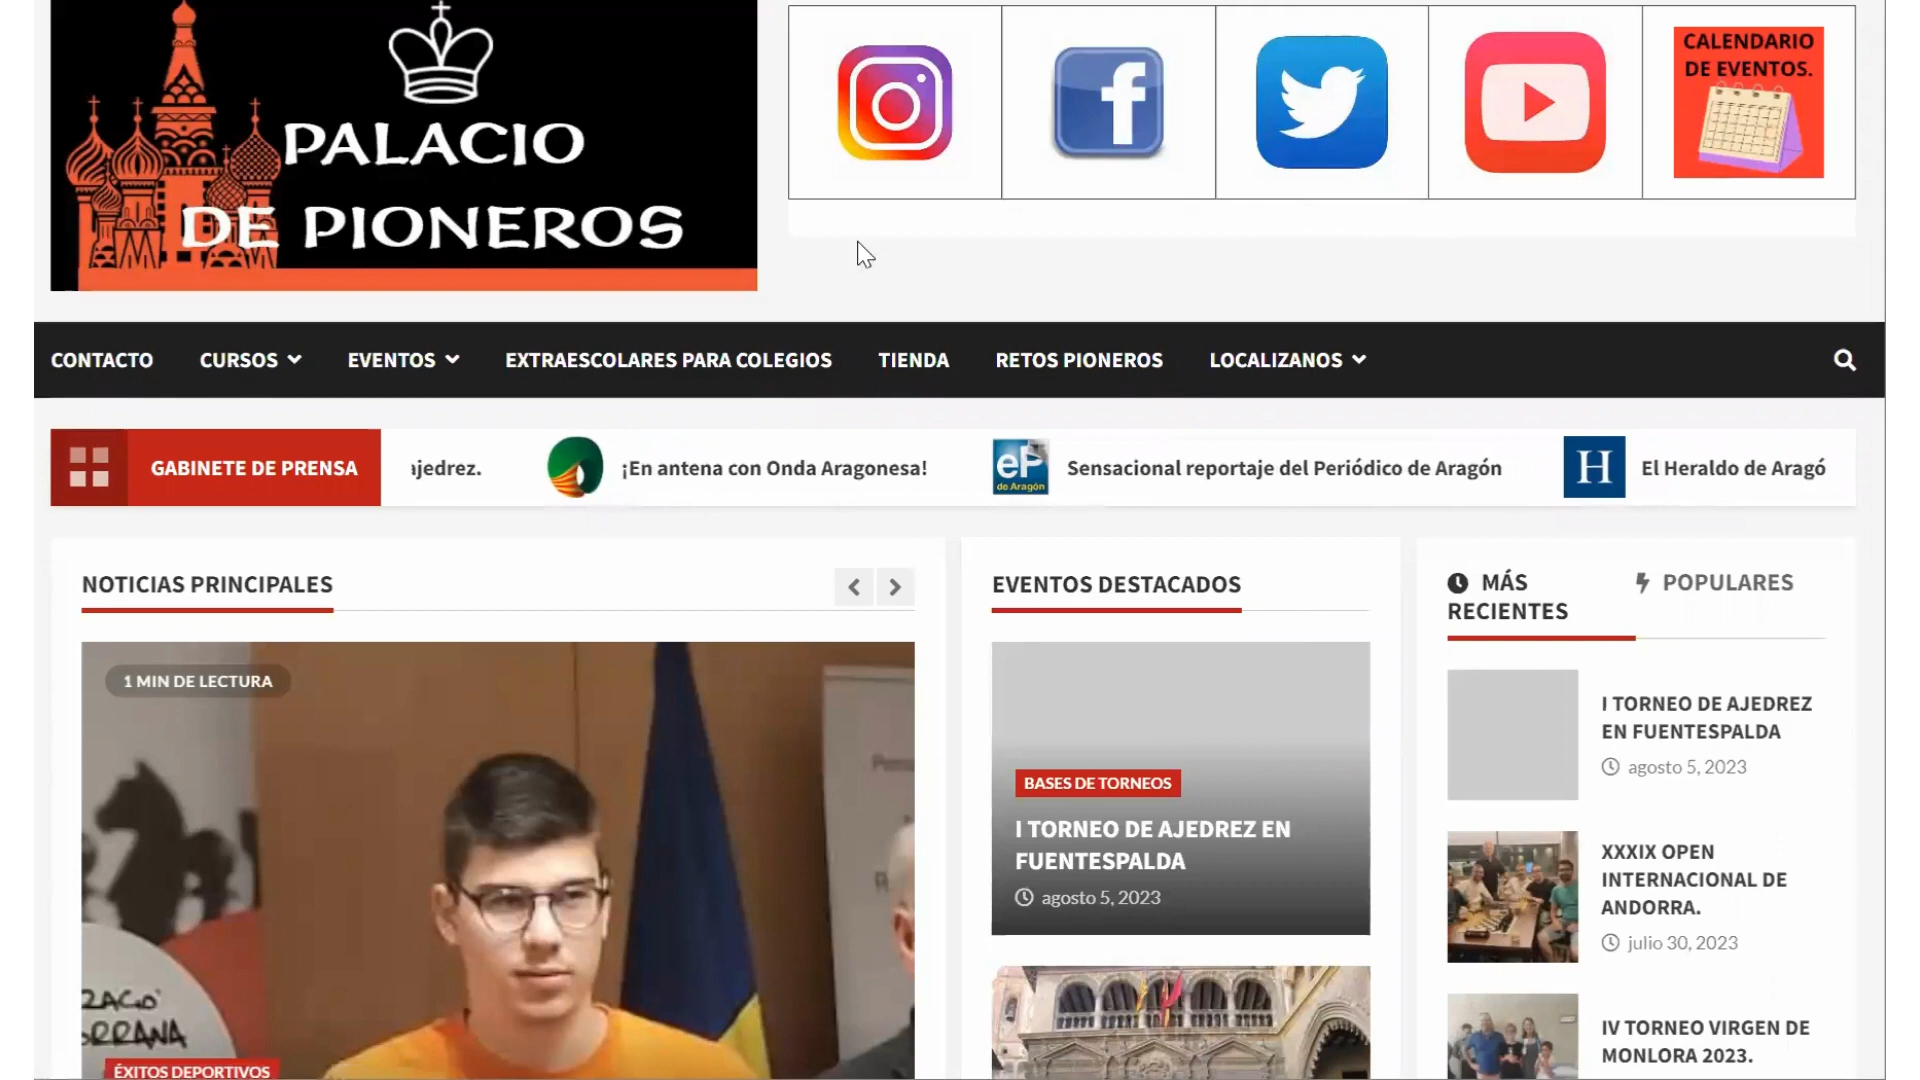 PALACIO
DE PIONEROS
CALENDARIO
DE EVENTOS.
CONTACTO
CURSOS
EVENTOS
EXTRAESCOLARES PARA COLEGIOS
TIENDA
RETOS PIONEROS
LOCALIZANOS
GABINETE DE PRENSA
ajedrez.
¡En antena con Onda Aragonesa!
eP
de Aragón
Sensacional reportaje del Periódico de Aragón
H
El Heraldo de Aragó
NOTICIAS PRINCIPALES
1 MIN DE LECTURA
ÉXITOS DEPORTIVOS
EVENTOS DESTACADOS
BASES DE TORNEOS
I TORNEO DE AJEDREZ EN
FUENTESPALDA
agosto 5, 2023
MÁS
RECIENTES
POPULARES
I TORNEO DE AJEDREZ
EN FUENTESPALDA
agosto 5, 2023
XXXIX OPEN
INTERNACIONAL DE
ANDORRA.
julio 30, 2023
IV TORNEO VIRGEN DE
MONLORA 2023.